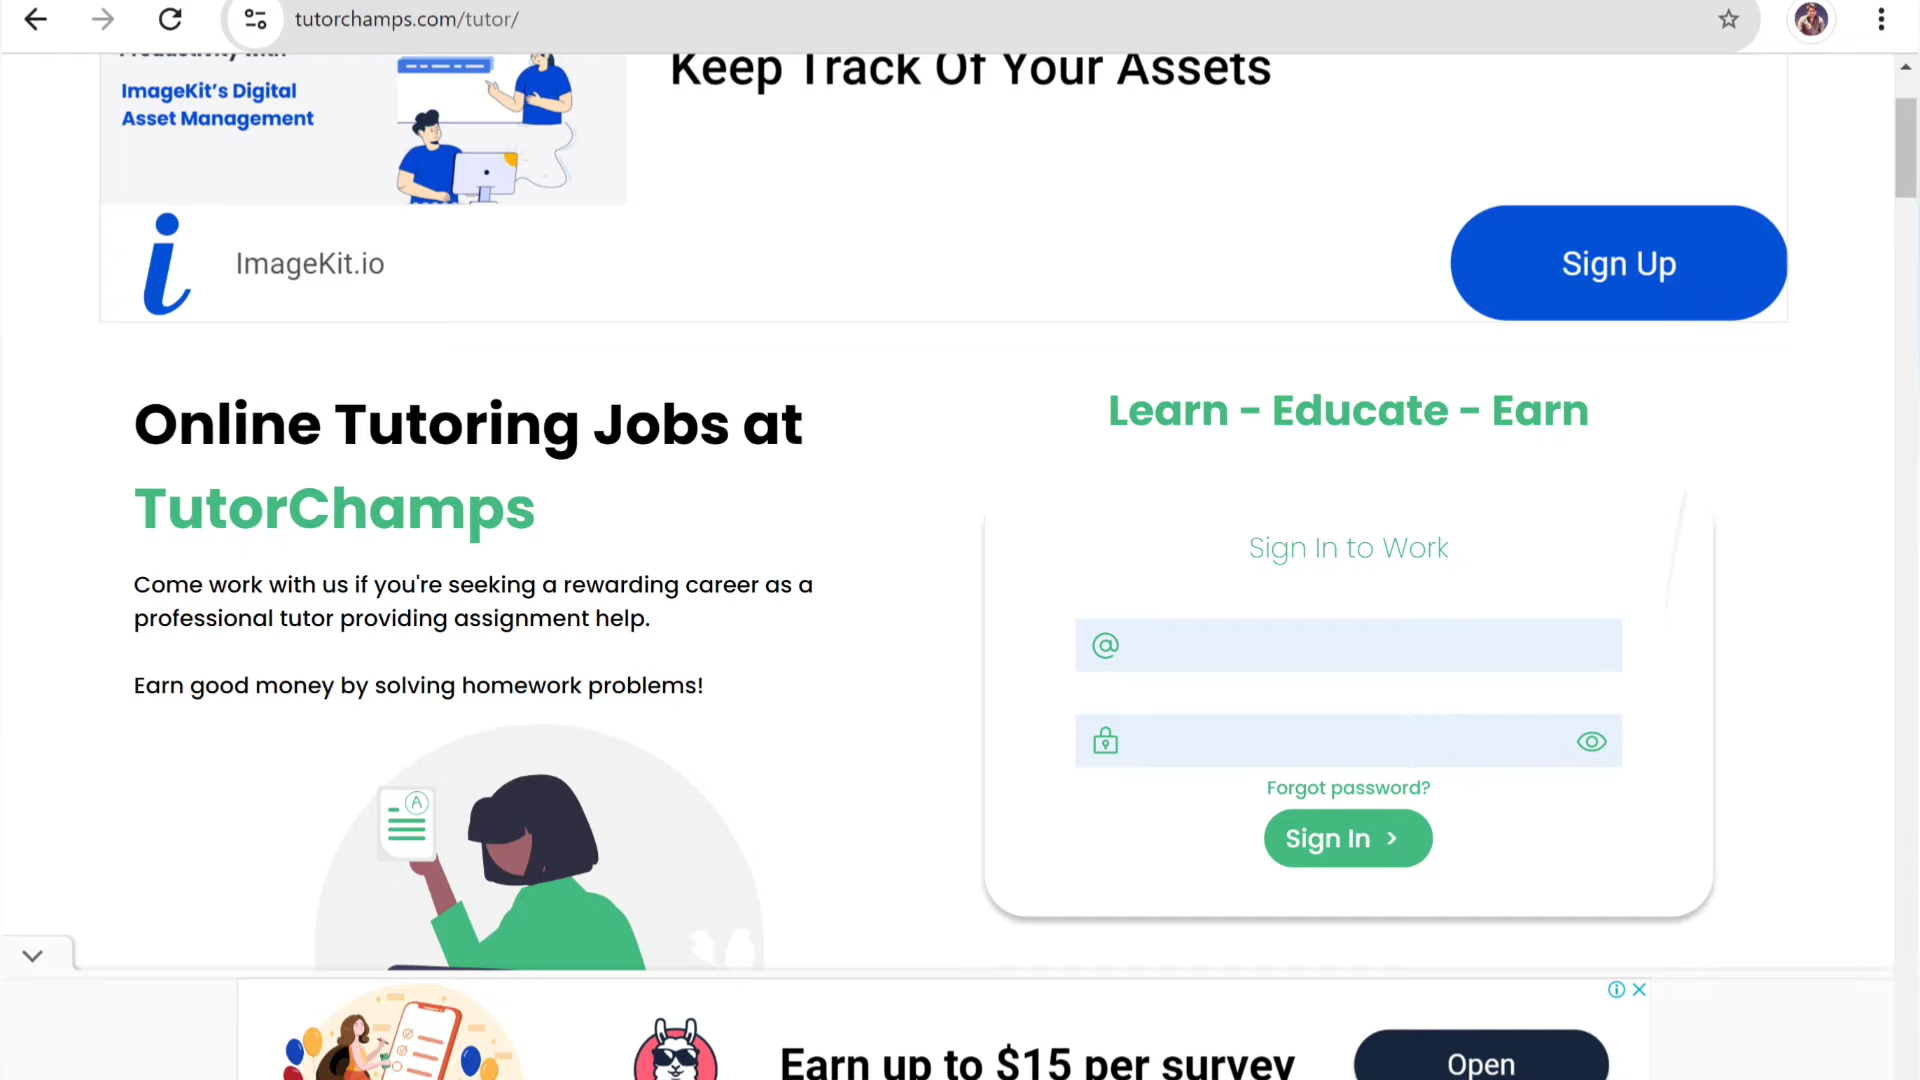 tutorchamps.com/tutor/
Productivity with
Keep Track Of Your Assets
ImageKit's Digital
Asset Management
i
ImageKit.io
Sign Up
Online Tutoring Jobs at
TutorChamps
Come work with us if you're seeking a rewarding career as a
professional tutor providing assignment help.
Earn good money by solving homework problems!
A
Learn - Educate - Earn
Sign In to Work
@
Forgot password?
Sign In >
Earn up to $15 per survey
Open